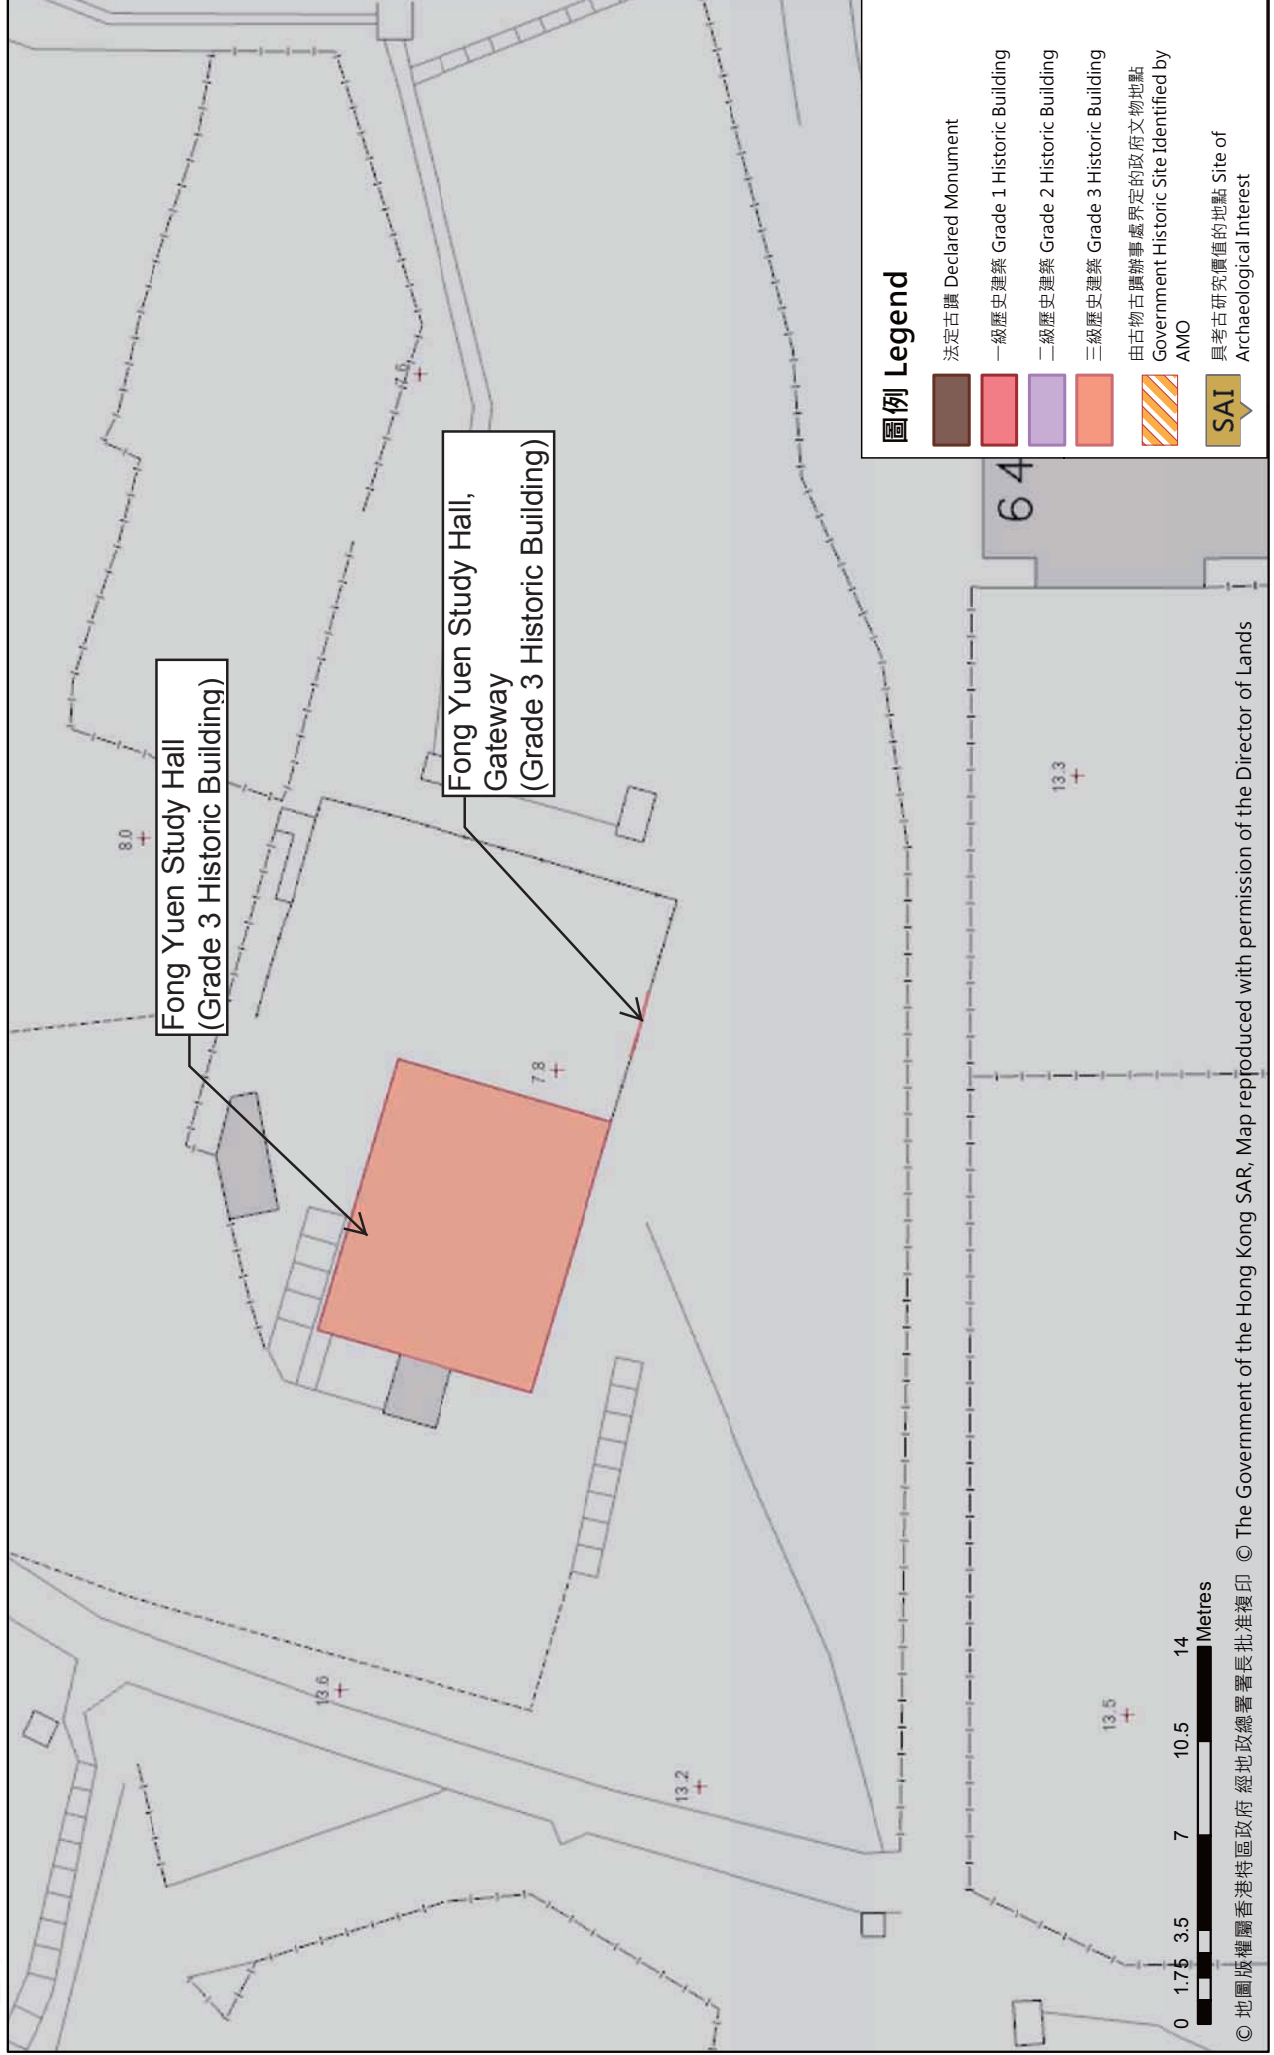 Fong Yuen Study Hall
(Grade 3 Historic Building)
Fong Yuen Study Hall,
Gateway
(Grade 3 Historic Building)
8.0
7.6
7.8
13.6
13.2
13.3
13.5
64
圖例 Legend
法定古蹟 Declared Monument
一級歷史建築 Grade 1 Historic Building
二級歷史建築 Grade 2 Historic Building
三級歷史建築 Grade 3 Historic Building
由古物古蹟辦事處界定的政府文物地點
Government Historic Site Identified by
AMO
SAI
具考古研究價值的地點 Site of
Archaeological Interest
0 1.75 3.5 7 10.5 14
Metres
© 地圖版權屬香港特區政府 經地政總署署長批准複印 © The Government of the Hong Kong SAR, Map reproduced with permission of the Director of Lands